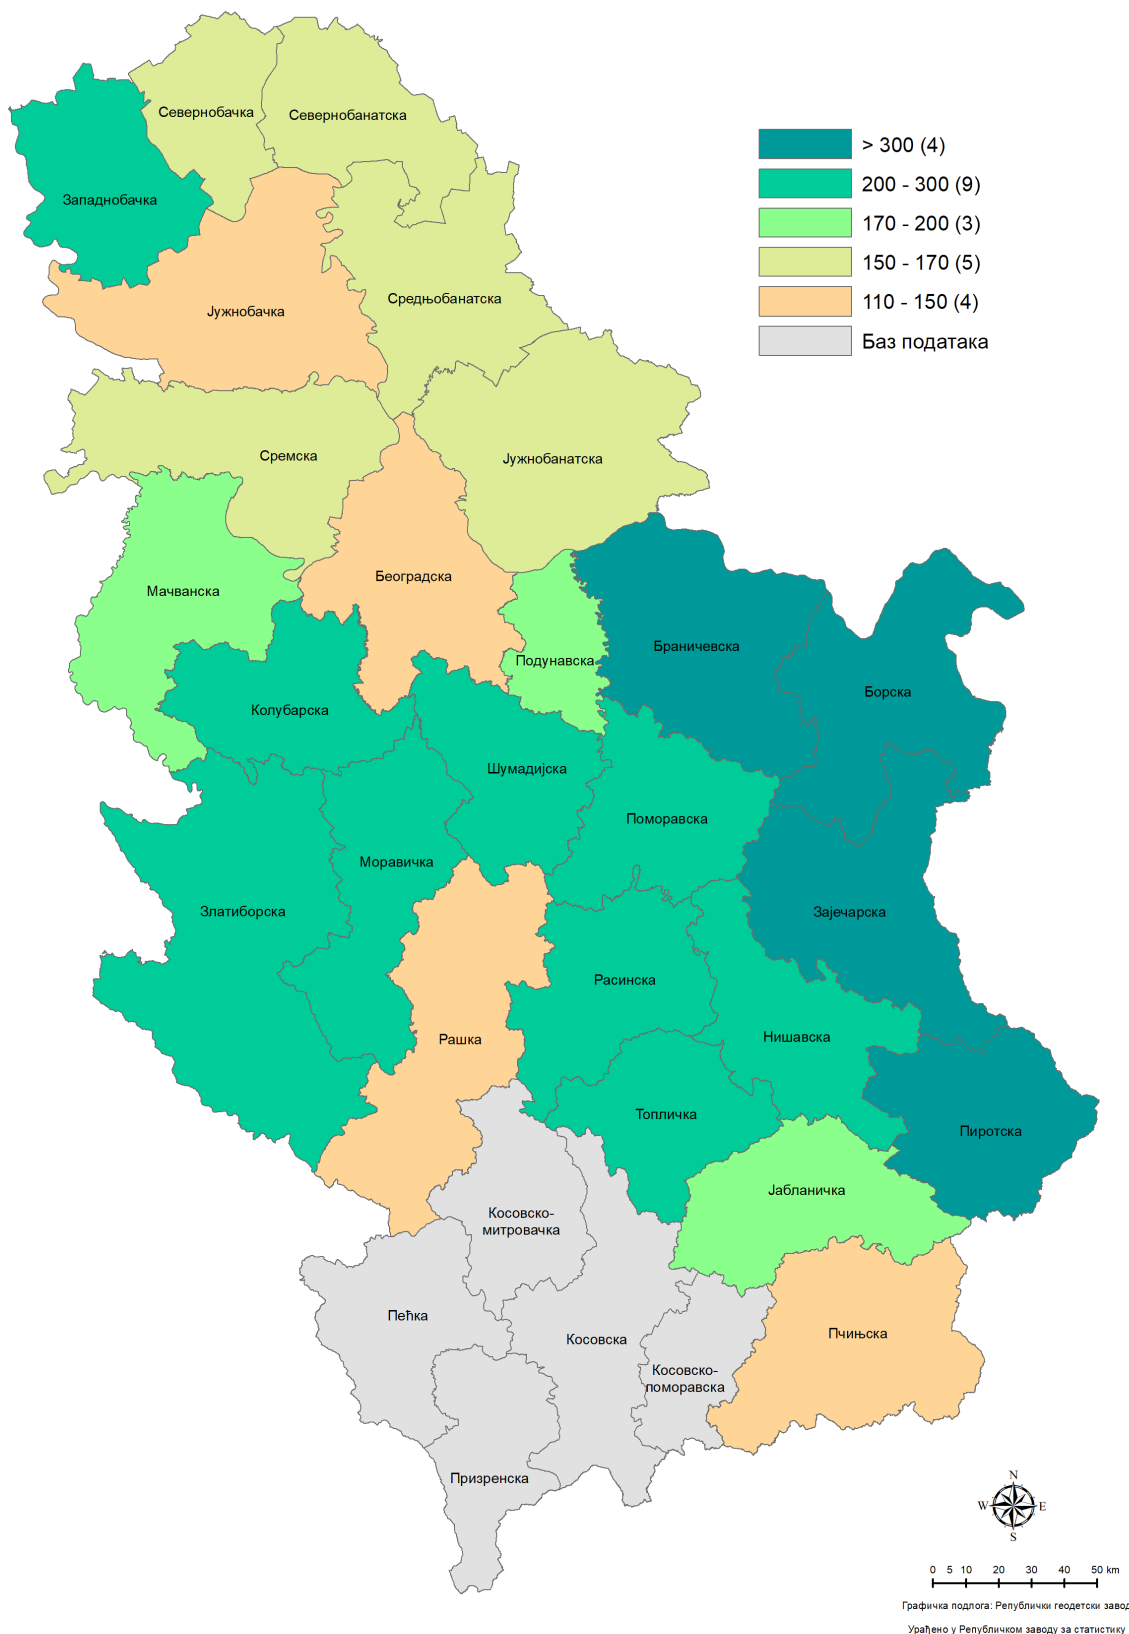 Севернобачка
Севернобанатска
Западнобачка
Јужнобачка
Средњобанатска
Сремска
Јужнобанатска
> 300 (4)
200 - 300 (9)
170 - 200 (3)
150 - 170 (5)
110 - 150 (4)
Баз података
Мачванска
Београдска
Подунавска
Браничевска
Борска
Колубарска
Шумадијска
Поморавска
Моравичка
Златиборска
Зајечарска
Расинска
Рашка
Нишавска
Топличка
Пиротска
Јабланичка
Косовско-
митровачка
Пећка
Косовска
Косовско-
поморавска
Пчињска
Призренска
N
W E
S
0 5 10 20 30 40 50 km
Графичка подлога: Републички геодетски завод
Урађено у Републичком заводу за статистику